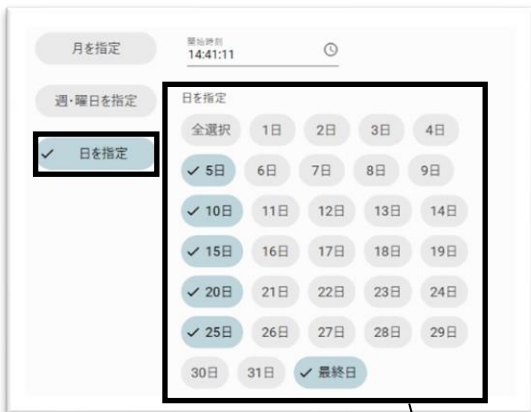 月を指定
開始時刻
14:41:11
週・曜日を指定
日を指定
日を指定
全選択 1日 2日 3日 4日
5日 6日 7日 8日 9日
10日 11日 12日 13日 14日
15日 16日 17日 18日 19日
20日 21日 22日 23日 24日
25日 26日 27日 28日 29日
30日 31日 最終日